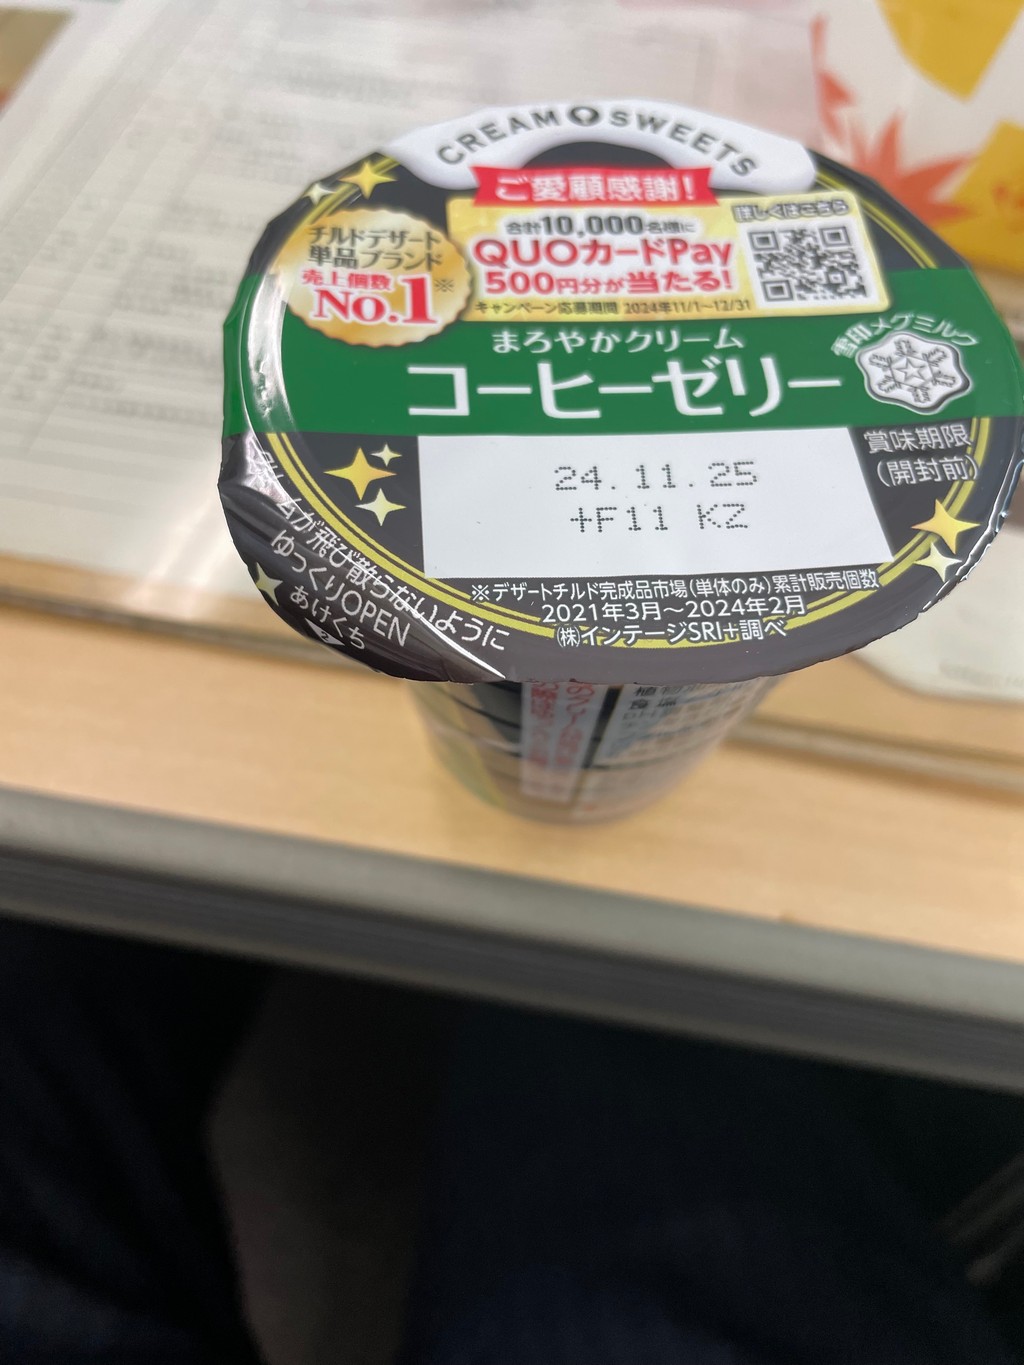 CREAM SWEETS
ご愛顧感謝!
合計10,000名様に
QUOカードPay
500円分が当たる!
キャンペーン応募期間 2024年11/1~12/31
詳しくはこちら
チルドデザート
単品ブランド
売上個数
No.1※
まろやかクリーム
コーヒーゼリー
雪印メグミルク
賞味期限
(開封前)
24.11.25
+F11 KZ
※デザートチルド完成品市場(単体のみ)累計販売個数
2021年3月~2024年2月
(株)インテージSRI+調べ
クリームが飛び散らないように
ゆっくりOPEN
あけくち